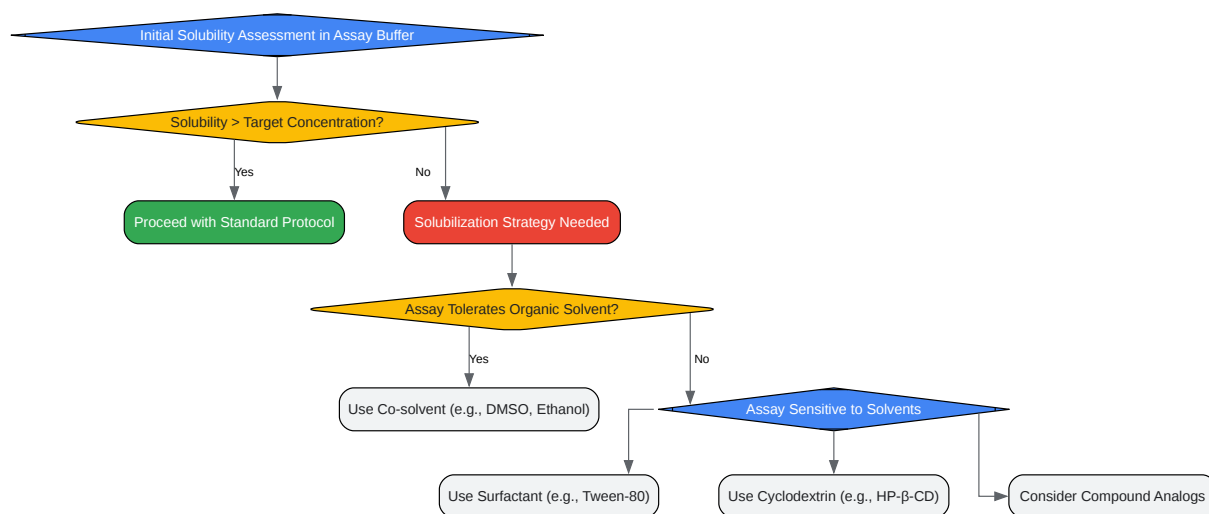 Initial Solubility Assessment in Assay Buffer
Solubility > Target Concentration?
Yes
No
Proceed with Standard Protocol
Solubilization Strategy Needed
Assay Tolerates Organic Solvent?
Yes
No
Use Co-solvent (e.g., DMSO, Ethanol)
Assay Sensitive to Solvents
Use Surfactant (e.g., Tween-80)
Use Cyclodextrin (e.g., HP-β-CD)
Consider Compound Analogs